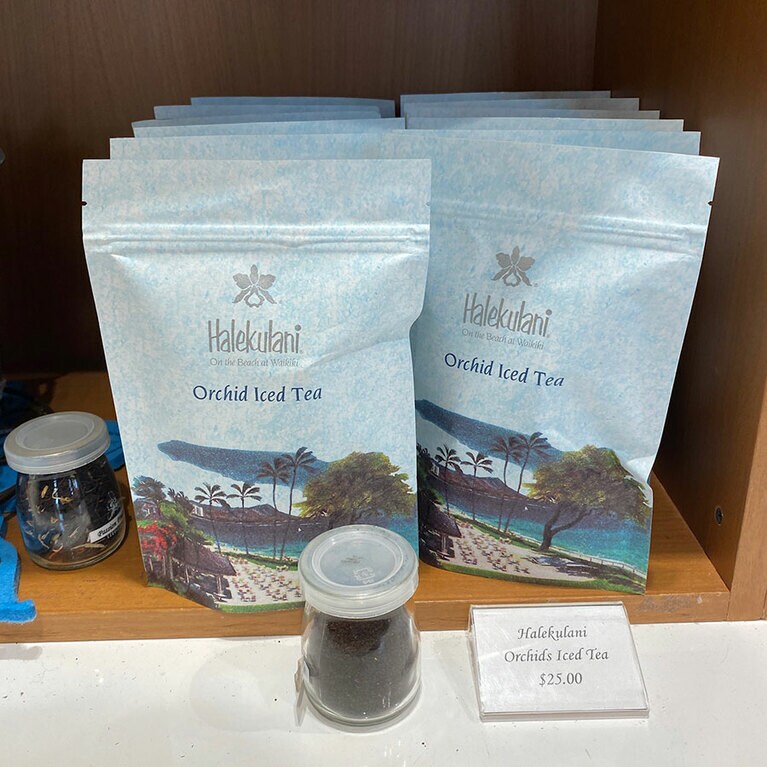 Halekulani
On the Beach at Waikiki
Orchid Iced Tea
Halekulani
On the Beach at Waikiki
Orchid Iced Tea
Halekulani
Orchids Iced Tea
$25.00